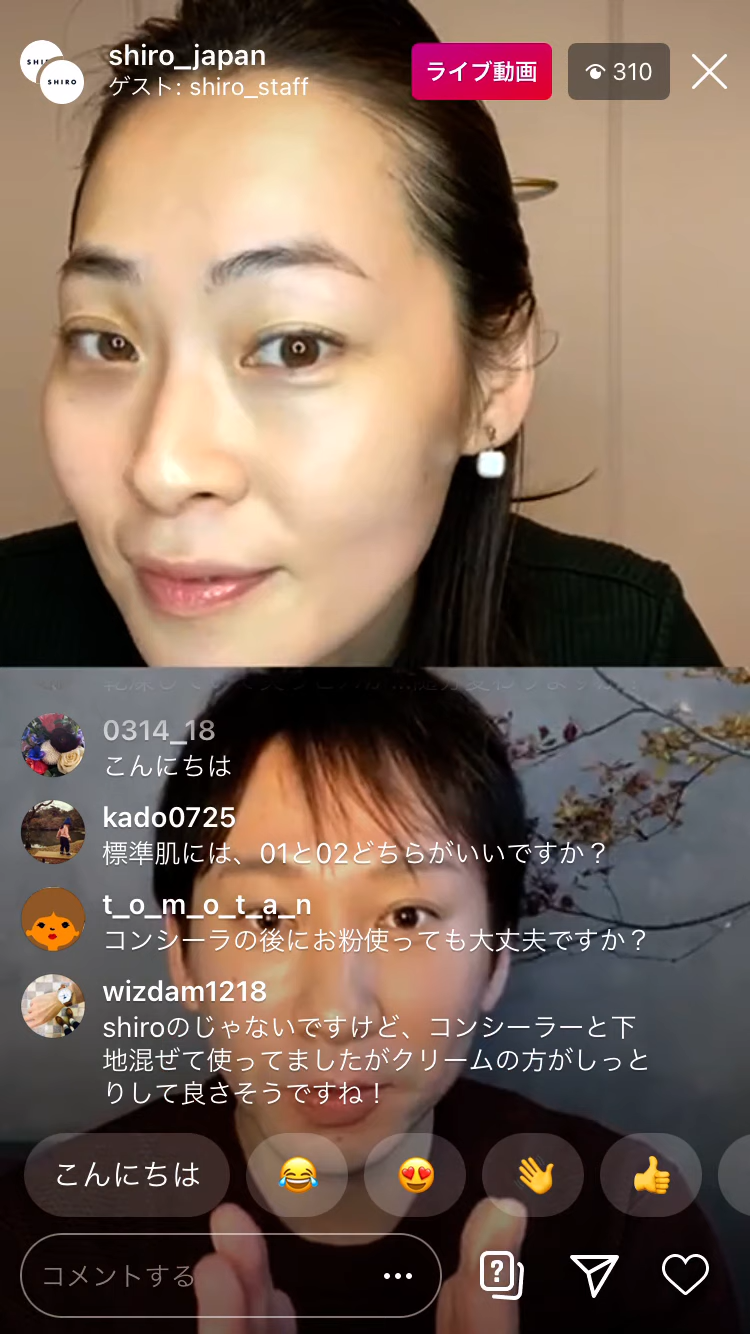 SHIRO
shiro_japan
ゲスト: shiro_staff
ライブ動画
310
0314_18
こんにちは
kado0725
標準肌には、01と02どちらがいいですか？
t_o_m_o_t_a_n
コンシーラの後にお粉使っても大丈夫ですか？
wizdam1218
shiroのじゃないですけど、コンシーラーと下
地混ぜて使ってましたがクリームの方がしっと
りして良さそうですね！
こんにちは
コメントする